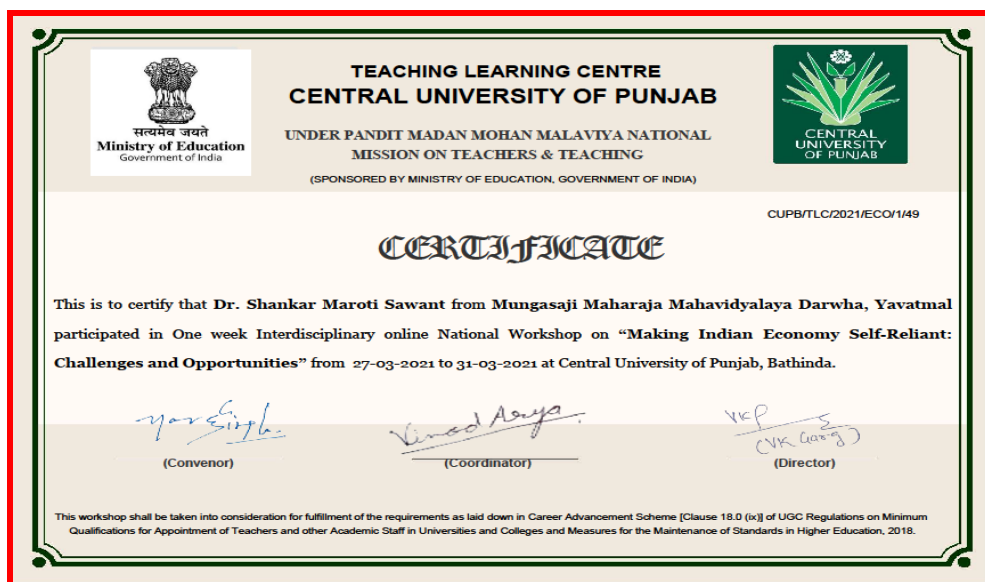 सत्यमेव जयते
Ministry of Education
Government of India
TEACHING LEARNING CENTRE
CENTRAL UNIVERSITY OF PUNJAB
UNDER PANDIT MADAN MOHAN MALAVIYA NATIONAL
MISSION ON TEACHERS & TEACHING
(SPONSORED BY MINISTRY OF EDUCATION, GOVERNMENT OF INDIA)
CENTRAL
UNIVERSITY
OF PUNJAB
CUPB/TLC/2021/ECO/1/49
CERTIFICATE
This is to certify that Dr. Shankar Maroti Sawant from Mungasaji Maharaja Mahavidyalaya Darwha, Yavatmal
participated in One week Interdisciplinary online National Workshop on “Making Indian Economy Self-Reliant:
Challenges and Opportunities” from 27-03-2021 to 31-03-2021 at Central University of Punjab, Bathinda.
Singh
Vinod Arya
VKG
(VK Garg)
(Convenor)
(Coordinator)
(Director)
This workshop shall be taken into consideration for fulfillment of the requirements as laid down in Career Advancement Scheme [Clause 18.0 (ix)] of UGC Regulations on Minimum
Qualifications for Appointment of Teachers and other Academic Staff in Universities and Colleges and Measures for the Maintenance of Standards in Higher Education, 2018.